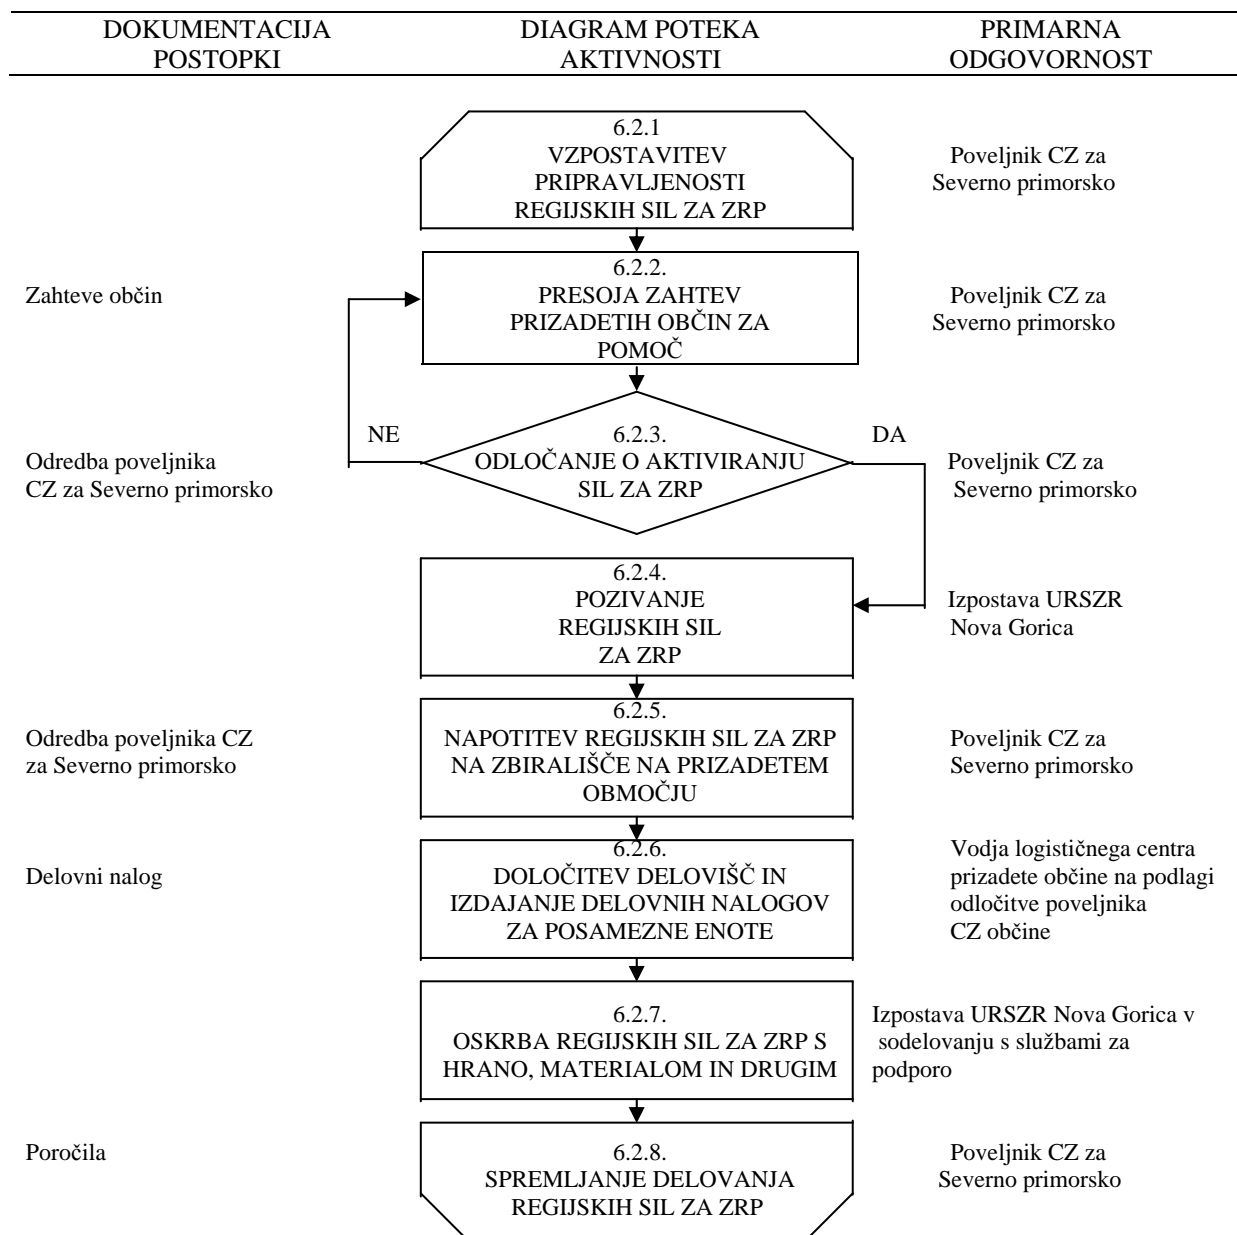 DOKUMENTACIJA
POSTOPKI
DIAGRAM POTEKA
AKTIVNOSTI
PRIMARNA
ODGOVORNOST
6.2.1
VZPOSTAVITEV
PRIPRAVLJENOSTI
REGIJSKIH SIL ZA ZRP
Poveljnik CZ za
Severno primorsko
Zahteve občin
6.2.2.
PRESOJA ZAHTEV
PRIZADETIH OBČIN ZA
POMOČ
Poveljnik CZ za
Severno primorsko
NE
DA
Odredba poveljnika
CZ za Severno primorsko
6.2.3.
ODLOČANJE O AKTIVIRANJU
SIL ZA ZRP
Poveljnik CZ za
Severno primorsko
6.2.4.
POZIVANJE
REGIJSKIH SIL
ZA ZRP
Izpostava URSZR
Nova Gorica
Odredba poveljnika CZ
za Severno primorsko
6.2.5.
NAPOTITEV REGIJSKIH SIL ZA ZRP
NA ZBIRALIŠČE NA PRIZADETEM
OBMOČJU
Poveljnik CZ za
Severno primorsko
Delovni nalog
6.2.6.
DOLOČITEV DELOVIŠČ IN
IZDAJANJE DELOVNIH NALOGOV
ZA POSAMEZNE ENOTE
Vodja logističnega centra
prizadete občine na podlagi
odločitve poveljnika
CZ občine
6.2.7.
OSKRBA REGIJSKIH SIL ZA ZRP S
HRANO, MATERIALOM IN DRUGIM
Izpostava URSZR Nova Gorica v
sodelovanju s službami za
podporo
Poročila
6.2.8.
SPREMLJANJE DELOVANJA
REGIJSKIH SIL ZA ZRP
Poveljnik CZ za
Severno primorsko